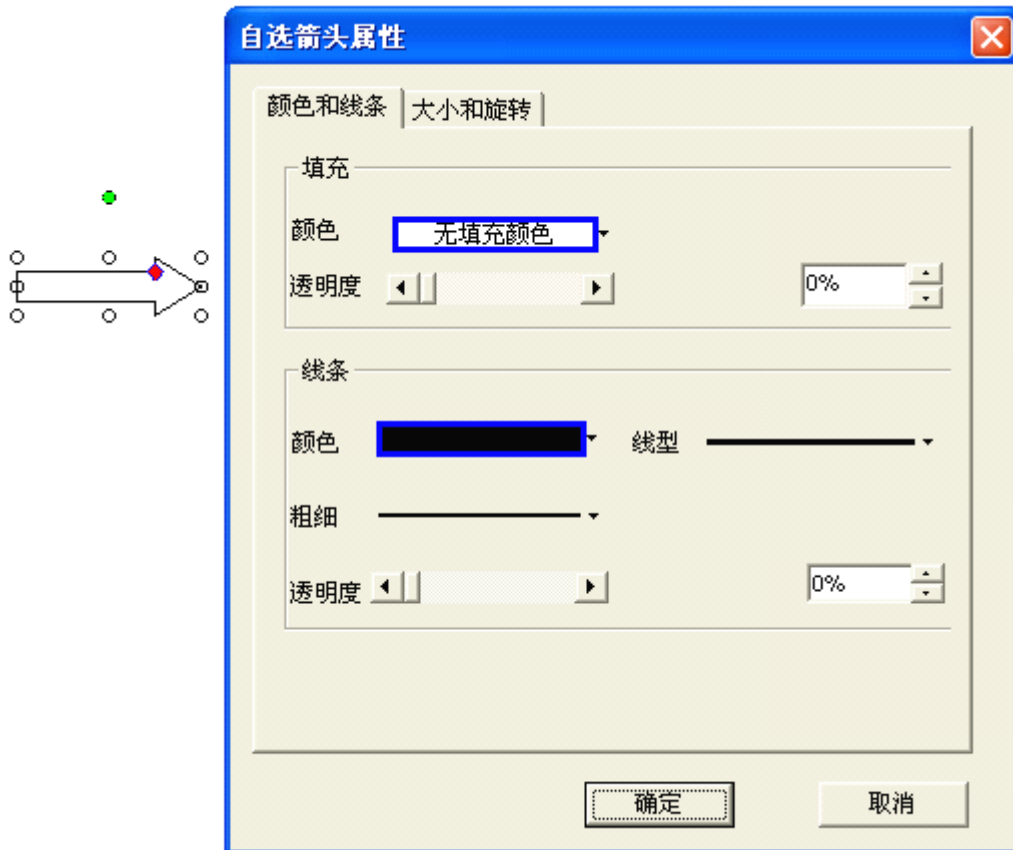 自选箭头属性
颜色和线条 大小和旋转
填充
颜色 无填充颜色
透明度 0%
线条
颜色 线型
粗细
透明度 0%
确定 取消